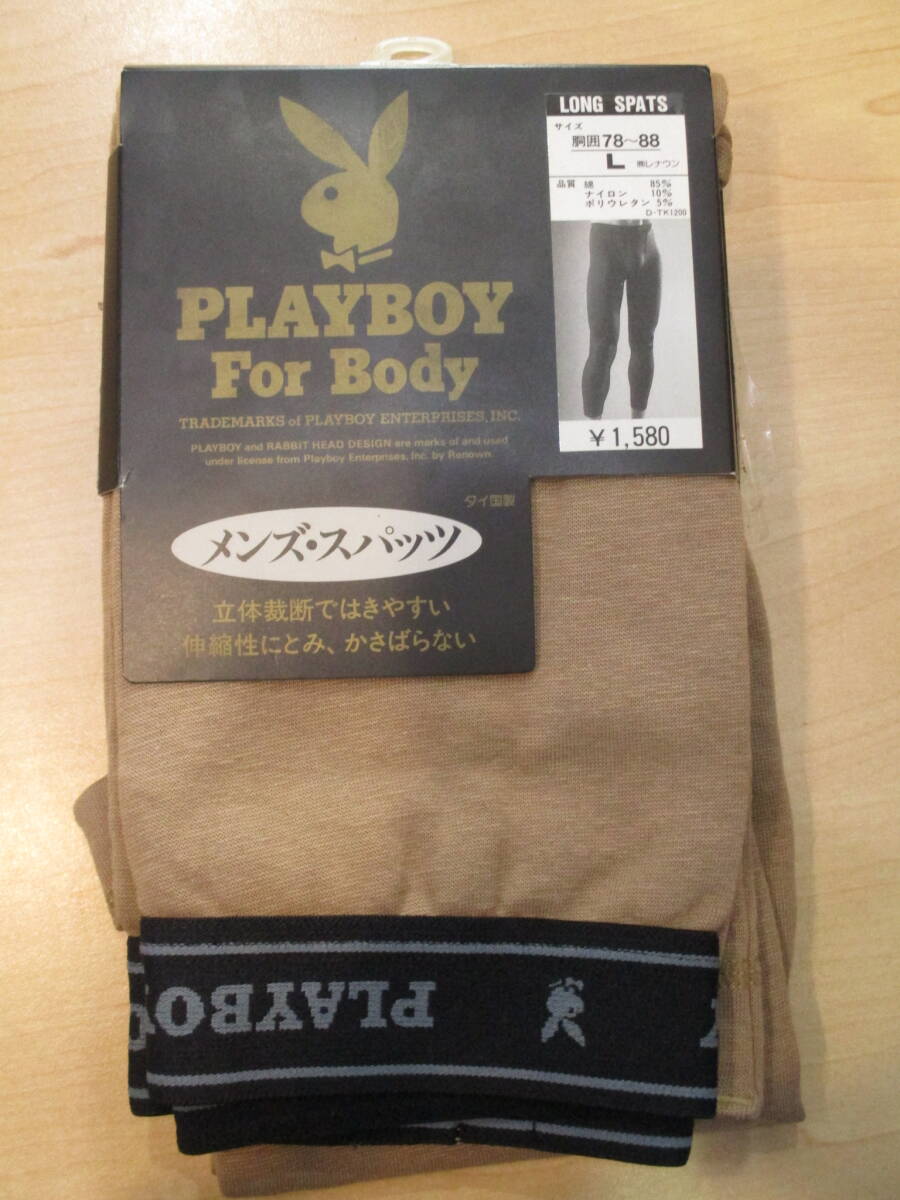 PLAYBOY
For Body
TRADEMARKS of PLAYBOY ENTERPRISES, INC.
PLAYBOY and RABBIT HEAD DESIGN are marks of and used
under license from Playboy Enterprises, Inc. by Renown.
LONG SPATS
サイズ
胴囲78～88
L ㈱レナウン
品質 綿 85%
ナイロン 10%
ポリウレタン 5%
D-TK1200
¥1,580
タイ国製
メンズ・スパッツ
立体裁断ではきやすい
伸縮性にとみ、かさばらない
PLAYBOY